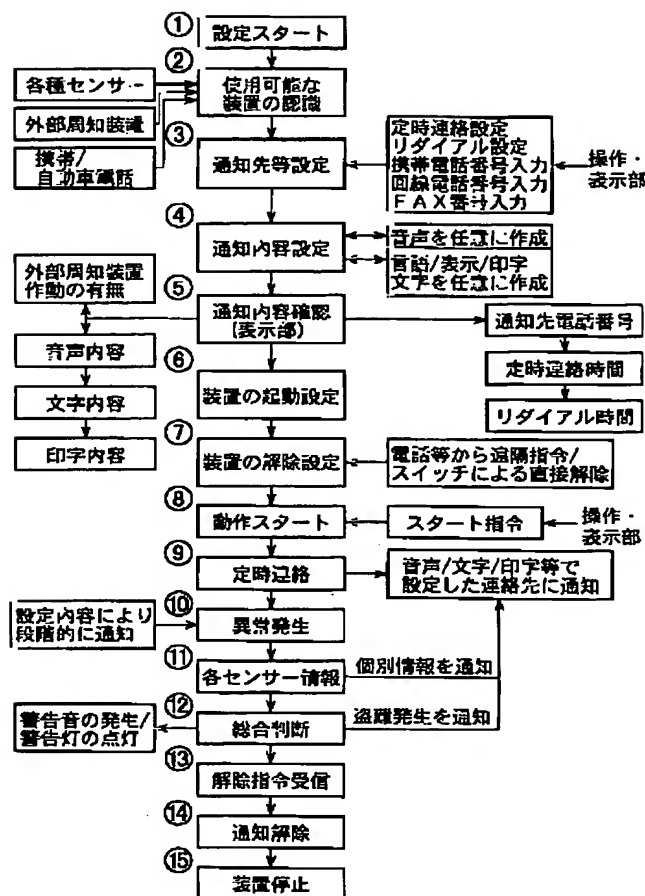 ①
設定スタート
②
各種センサー
使用可能な
装置の認識
外部周知装置
携帯/
自動車電話
③
通知先等設定
定時連絡設定
リダイアル設定
携帯電話番号入力
回線電話番号入力
FAX番号入力
操作・
表示部
④
通知内容設定
音声を任意に作成
言語/表示/印字
文字を任意に作成
外部周知装置
作動の有無
⑤
通知内容確認
(表示部)
通知先電話番号
音声内容
定時連絡時間
文字内容
リダイアル時間
印字内容
⑥
装置の起動設定
⑦
装置の解除設定
電話等から遠隔指令/
スイッチによる直接解除
⑧
動作スタート
スタート指令
操作・
表示部
⑨
定時連絡
音声/文字/印字等で
設定した連絡先に通知
⑩
設定内容により
段階的に通知
異常発生
⑪
各センサー情報
個別情報を通知
⑫
警告音の発生/
警告灯の点灯
総合判断
盗難発生を通知
⑬
解除指令受信
⑭
通知解除
⑮
装置停止